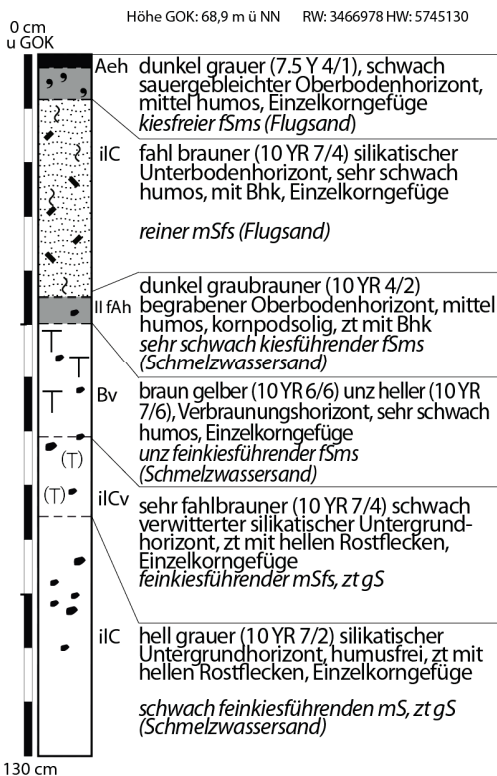 Höhe GOK: 68,9 m ü NN RW: 3466978 HW: 5745130
0 cm
u GOK
Aeh
dunkel grauer (7.5 Y 4/1), schwach
sauergebleichter Oberbodenhorizont,
mittel humos, Einzelkorngefüge
kiesfreier fSms (Flugsand)
ilC
fahl brauner (10 YR 7/4) silikatischer
Unterbodenhorizont, sehr schwach
humos, mit Bhk, Einzelkorngefüge
reiner mSfs (Flugsand)
II fAh
dunkel graubrauner (10 YR 4/2)
begrabener Oberbodenhorizont, mittel
humos, kornpodsolig, zt mit Bhk
sehr schwach kiesführender fSms
(Schmelzwassersand)
Bv
braun gelber (10 YR 6/6) unz heller (10 YR
7/6), Verbraunungshorizont, sehr schwach
humos, Einzelkorngefüge
unz feinkiesführender fSms
(Schmelzwassersand)
T
T
T
(T)
(T)
ilCv
sehr fahlbrauner (10 YR 7/4) schwach
verwitterter silikatischer Untergrund-
horizont, zt mit hellen Rostflecken,
Einzelkorngefüge
feinkiesführender mSfs, zt gS
ilC
hell grauer (10 YR 7/2) silikatischer
Untergrundhorizont, humusfrei, zt mit
hellen Rostflecken, Einzelkorngefüge
schwach feinkiesführenden mS, zt gS
(Schmelzwassersand)
130 cm